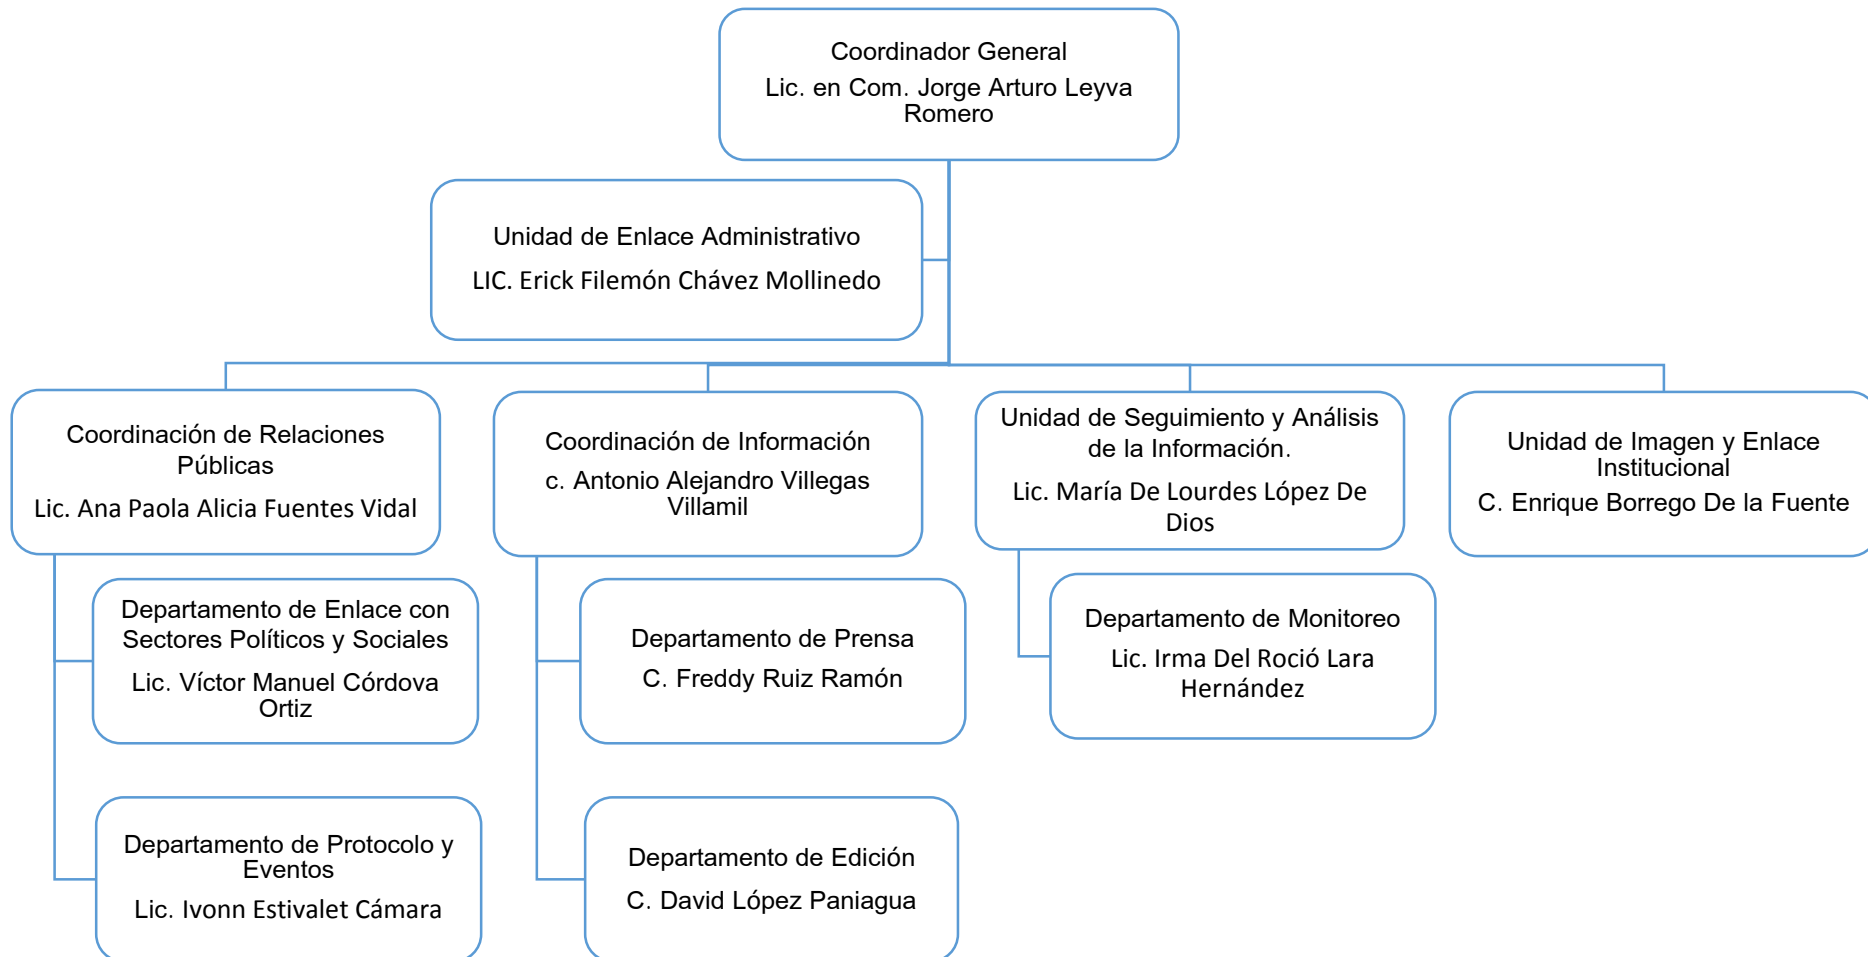 Coordinador General
Lic. en Com. Jorge Arturo Leyva
Romero
Unidad de Enlace Administrativo
LIC. Erick Filemón Chávez Mollinedo
Coordinación de Relaciones
Públicas
Lic. Ana Paola Alicia Fuentes Vidal
Coordinación de Información
c. Antonio Alejandro Villegas
Villamil
Unidad de Seguimiento y Análisis
de la Información.
Lic. María De Lourdes López De
Dios
Unidad de Imagen y Enlace
Institucional
C. Enrique Borrego De la Fuente
Departamento de Enlace con
Sectores Políticos y Sociales
Lic. Víctor Manuel Córdova
Ortiz
Departamento de Prensa
C. Freddy Ruiz Ramón
Departamento de Monitoreo
Lic. Irma Del Roció Lara
Hernández
Departamento de Protocolo y
Eventos
Lic. Ivonn Estivalet Cámara
Departamento de Edición
C. David López Paniagua